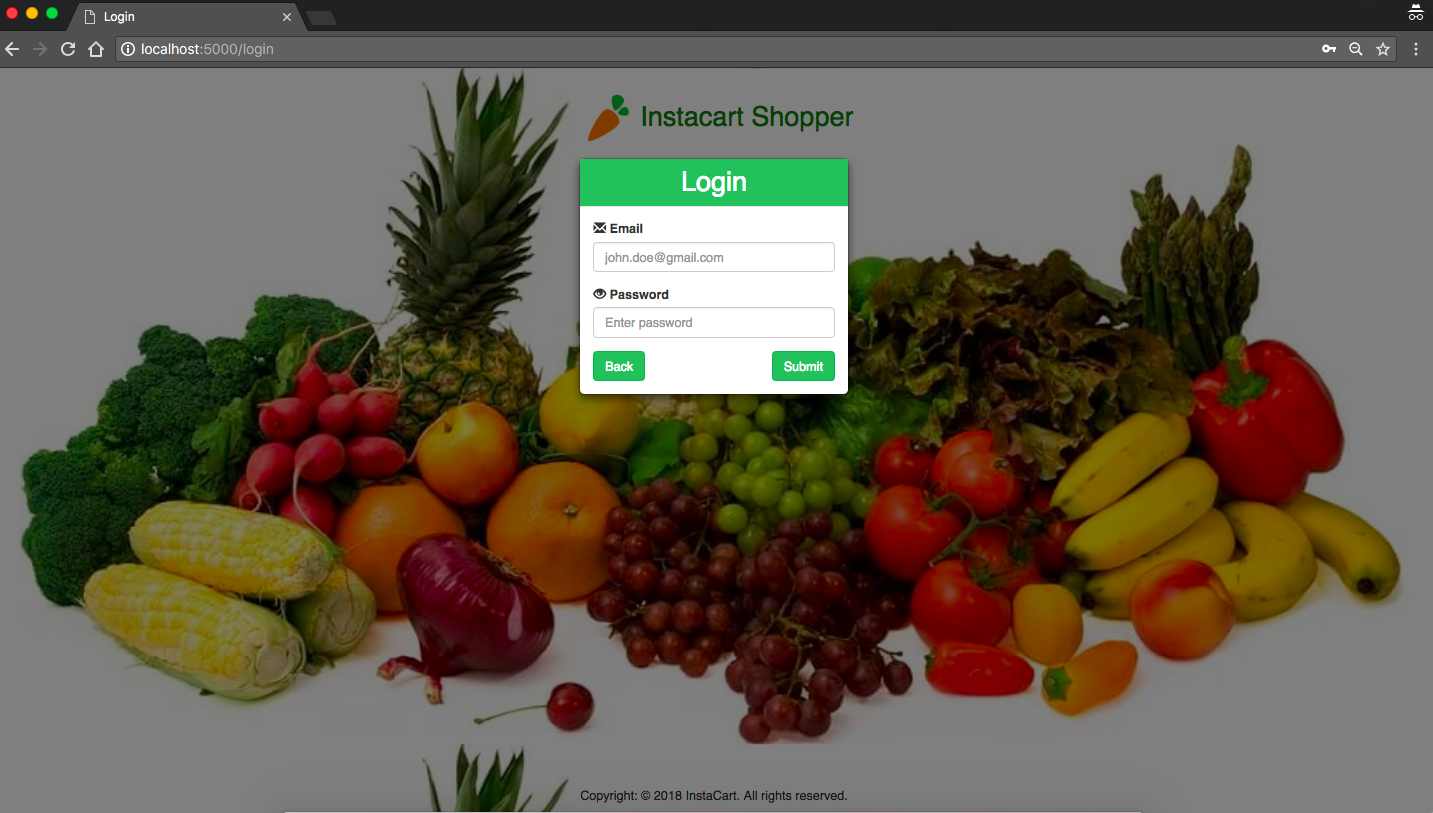 Login
localhost:5000/login
Instacart Shopper
Login
Email
john.doe@gmail.com
Password
Enter password
Back Submit
Copyright: © 2018 InstaCart. All rights reserved.